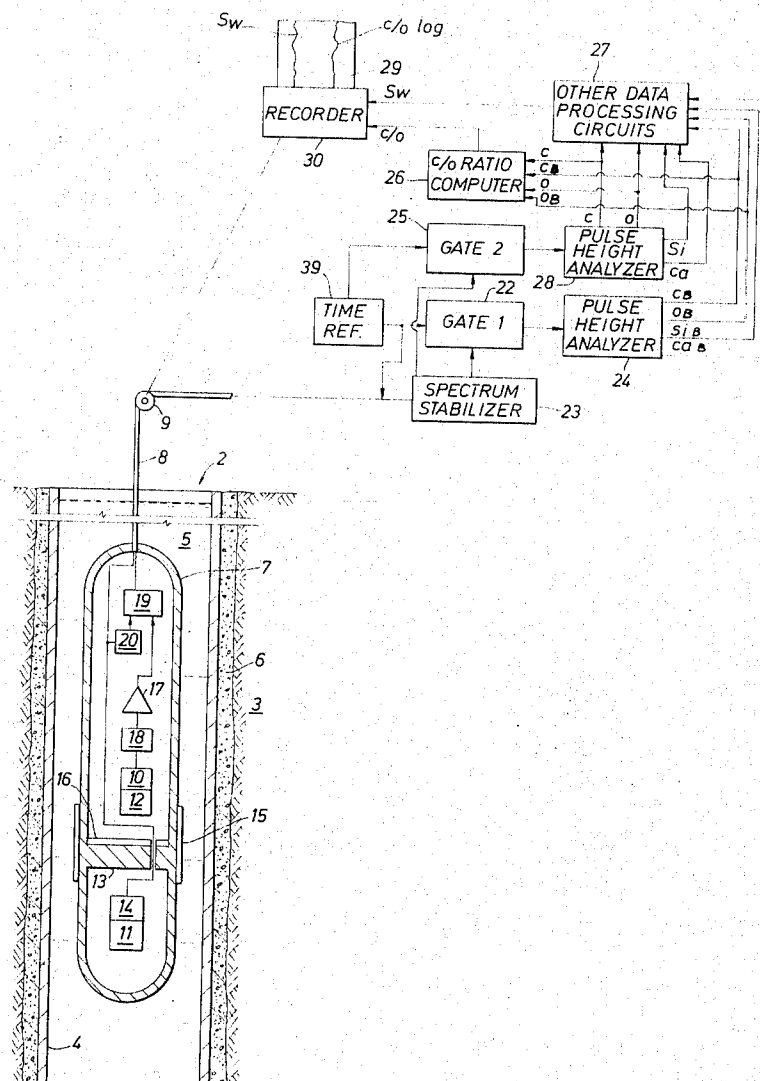 Sw
c/o log
29
Sw
RECORDER
c/o
30
27
OTHER DATA
PROCESSING
CIRCUITS
c/o RATIO
COMPUTER
26
C
CB
O
OB
C
O
25
GATE 2
PULSE
HEIGHT
ANALYZER
28
Si
Ca
39
TIME
REF.
22
GATE 1
PULSE
HEIGHT
ANALYZER
24
CB
OB
SiB
CaB
SPECTRUM
STABILIZER
23
9
8
2
5
7
19
20
6
17
3
18
10
12
16
15
13
14
11
4